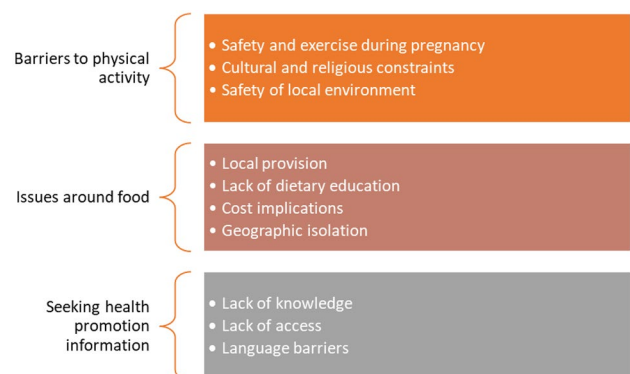 Barriers to physical
activity
• Safety and exercise during pregnancy
• Cultural and religious constraints
• Safety of local environment
Issues around food
• Local provision
• Lack of dietary education
• Cost implications
• Geographic isolation
Seeking health
promotion
information
• Lack of knowledge
• Lack of access
• Language barriers